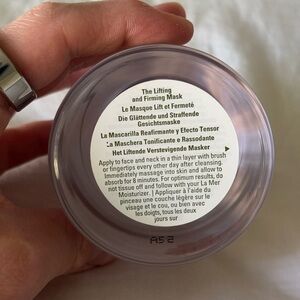 The Lifting
and Firming Mask
Le Masque Lift et Fermeté
Die Glättende und Straffende
Gesichtsmaske
La Mascarilla Reafirmante y Efecto Tensor
La Maschera Tonificante e Rassodante
Het Liftende Verstevigende Masker
Apply to face and neck in a thin layer with brush
or fingertips every other day after cleansing.
Immediately massage into skin and allow to
absorb for 8 minutes. For optimum results, do
not tissue off and follow with your La Mer
Moisturizer. | Appliquer à l'aide du
pinceau une couche légère sur le
visage et le cou, ou bien avec
les doigts, tous les deux
jours sur